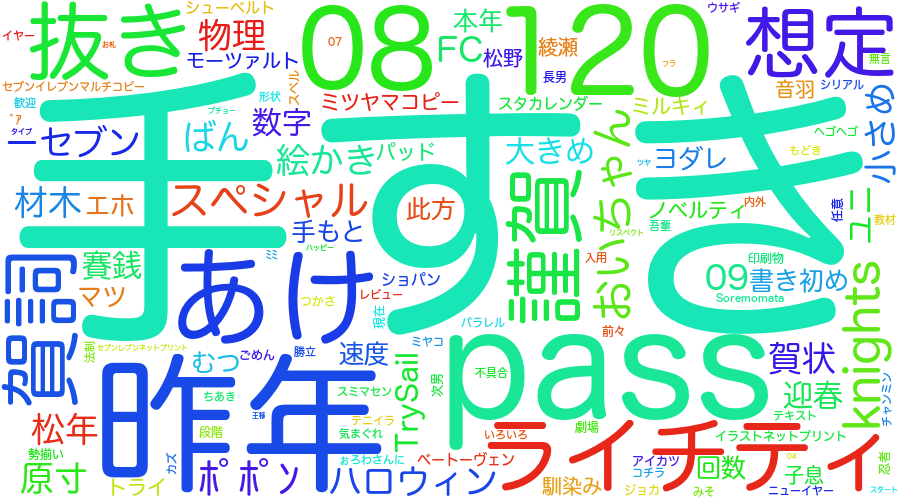 シューベルト
イヤー
抜き
お札
物理
モーツァルト
セブンイレブンマルチコピー
歓迎
プチョー
タイプ
ーセブン
ばん
形状
スペル
数字
08
07
120
本年
FC
松野
綾瀬
長男
ウサギ
想定
無言
フラ
音羽
シリアル
小さめ
ミツヤマコピー
スタカレンダー
ミルキィ
ヘゴヘゴ
もどき
手すき
絵かき
パッド
大きめ
おいちゃん
ツヤ
ヨダレ
材木
エホ
スペシャル
此方
謹賀
ノベルティ
内外
任意
ユニ
教材
吾輩
リスペクト
手もと
ハッピー
賽銭
マツ
ミミ
あけ
ショパン
レビュー
つかさ
現在
入用
印刷物
09
書き初め
Soremomata
賀詞
法制
セブンレブンネットプリント
むつ
ごめん
勝立
速度
ミヤコ
パラレル
前々
knights
ちあき
昨年
王様
スミマセン
テニイラ
TrySail
次男
不具合
pass
賀状
迎春
チャンミン
テキスト
松年
段階
気まぐれ
いろいろ
劇場
イラストネットプリント
勢揃い
原寸
カズ
ポポン
ぉろわさんに
ベートーヴェン
ライチティ
アイカツ
コチラ
回数
04
子息
忍者
トライ
ハロウィン
馴染み
ジョカ
みそ
ニューイヤー
スタート